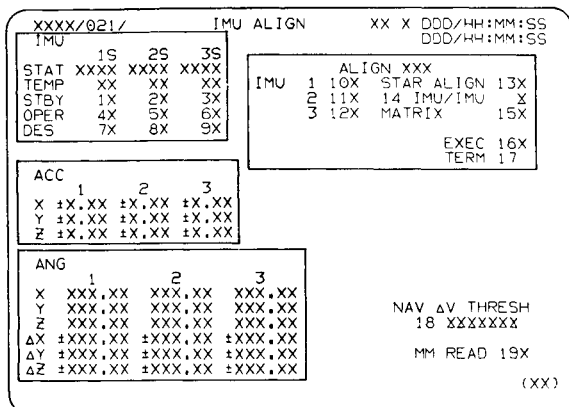 XXXX/021/ IMU ALIGN XX X DDD/HH:MM:SS
DDD/HH:MM:SS
IMU
1S 2S 3S
STAT XXXX XXXX XXXX
TEMP XX XX XX
STBY 1X 2X 3X
OPER 4X 5X 6X
DES 7X 8X 9X
ALIGN XXX
IMU 1 10X STAR ALIGN 13X
2 11X 14 IMU/IMU X
3 12X MATRIX 15X
EXEC 16X
TERM 17
ACC
1 2 3
X ±X.XX ±X.XX ±X.XX
Y ±X.XX ±X.XX ±X.XX
Z ±X.XX ±X.XX ±X.XX
ANG
1 2 3
X XXX.XX XXX.XX XXX.XX
Y XXX.XX XXX.XX XXX.XX
Z XXX.XX XXX.XX XXX.XX
ΔX ±XXX.XX ±XXX.XX ±XXX.XX
ΔY ±XXX.XX ±XXX.XX ±XXX.XX
ΔZ ±XXX.XX ±XXX.XX ±XXX.XX
NAV ΔV THRESH
18 XXXXXXX
MM READ 19X
(XX)